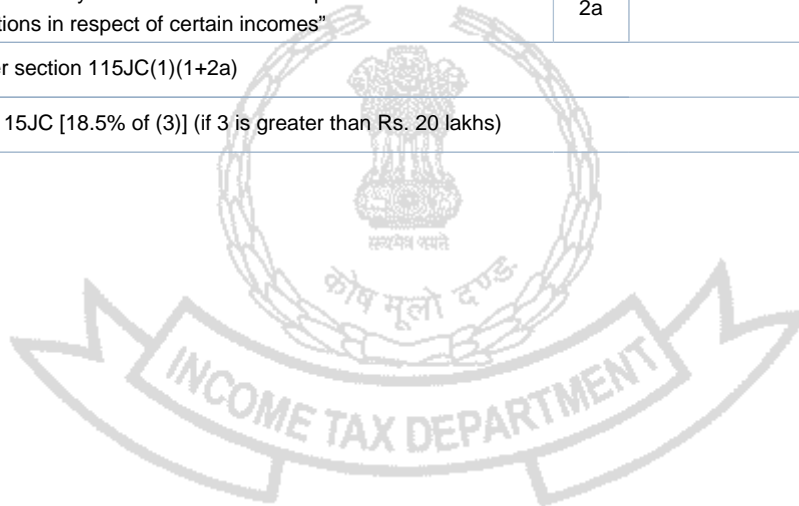 tions in respect of certain incomes”
2a
er section 115JC(1)(1+2a)
15JC [18.5% of (3)] (if 3 is greater than Rs. 20 lakhs)
सत्यमेव जयते
कोष मूलो दण्डः
INCOME TAX DEPARTMENT